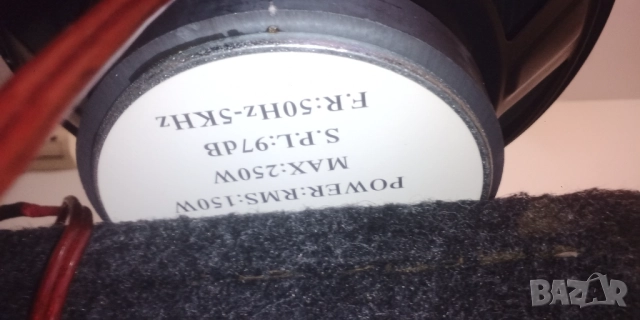 POWER:RMS:150W
MAX:250W
S.P.L:97dB
F.R:50Hz-5KHz
BAZAR